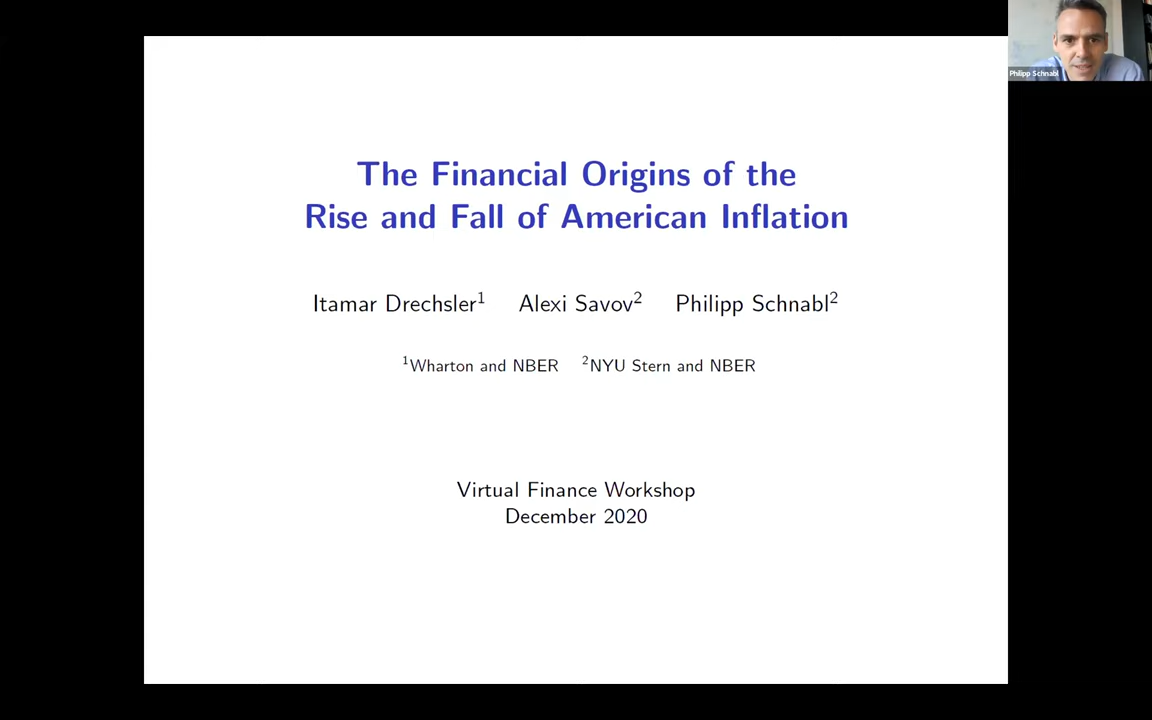 Philipp Schnabl
The Financial Origins of the
Rise and Fall of American Inflation
Itamar Drechsler¹ Alexi Savov² Philipp Schnabl²
¹Wharton and NBER ²NYU Stern and NBER
Virtual Finance Workshop
December 2020